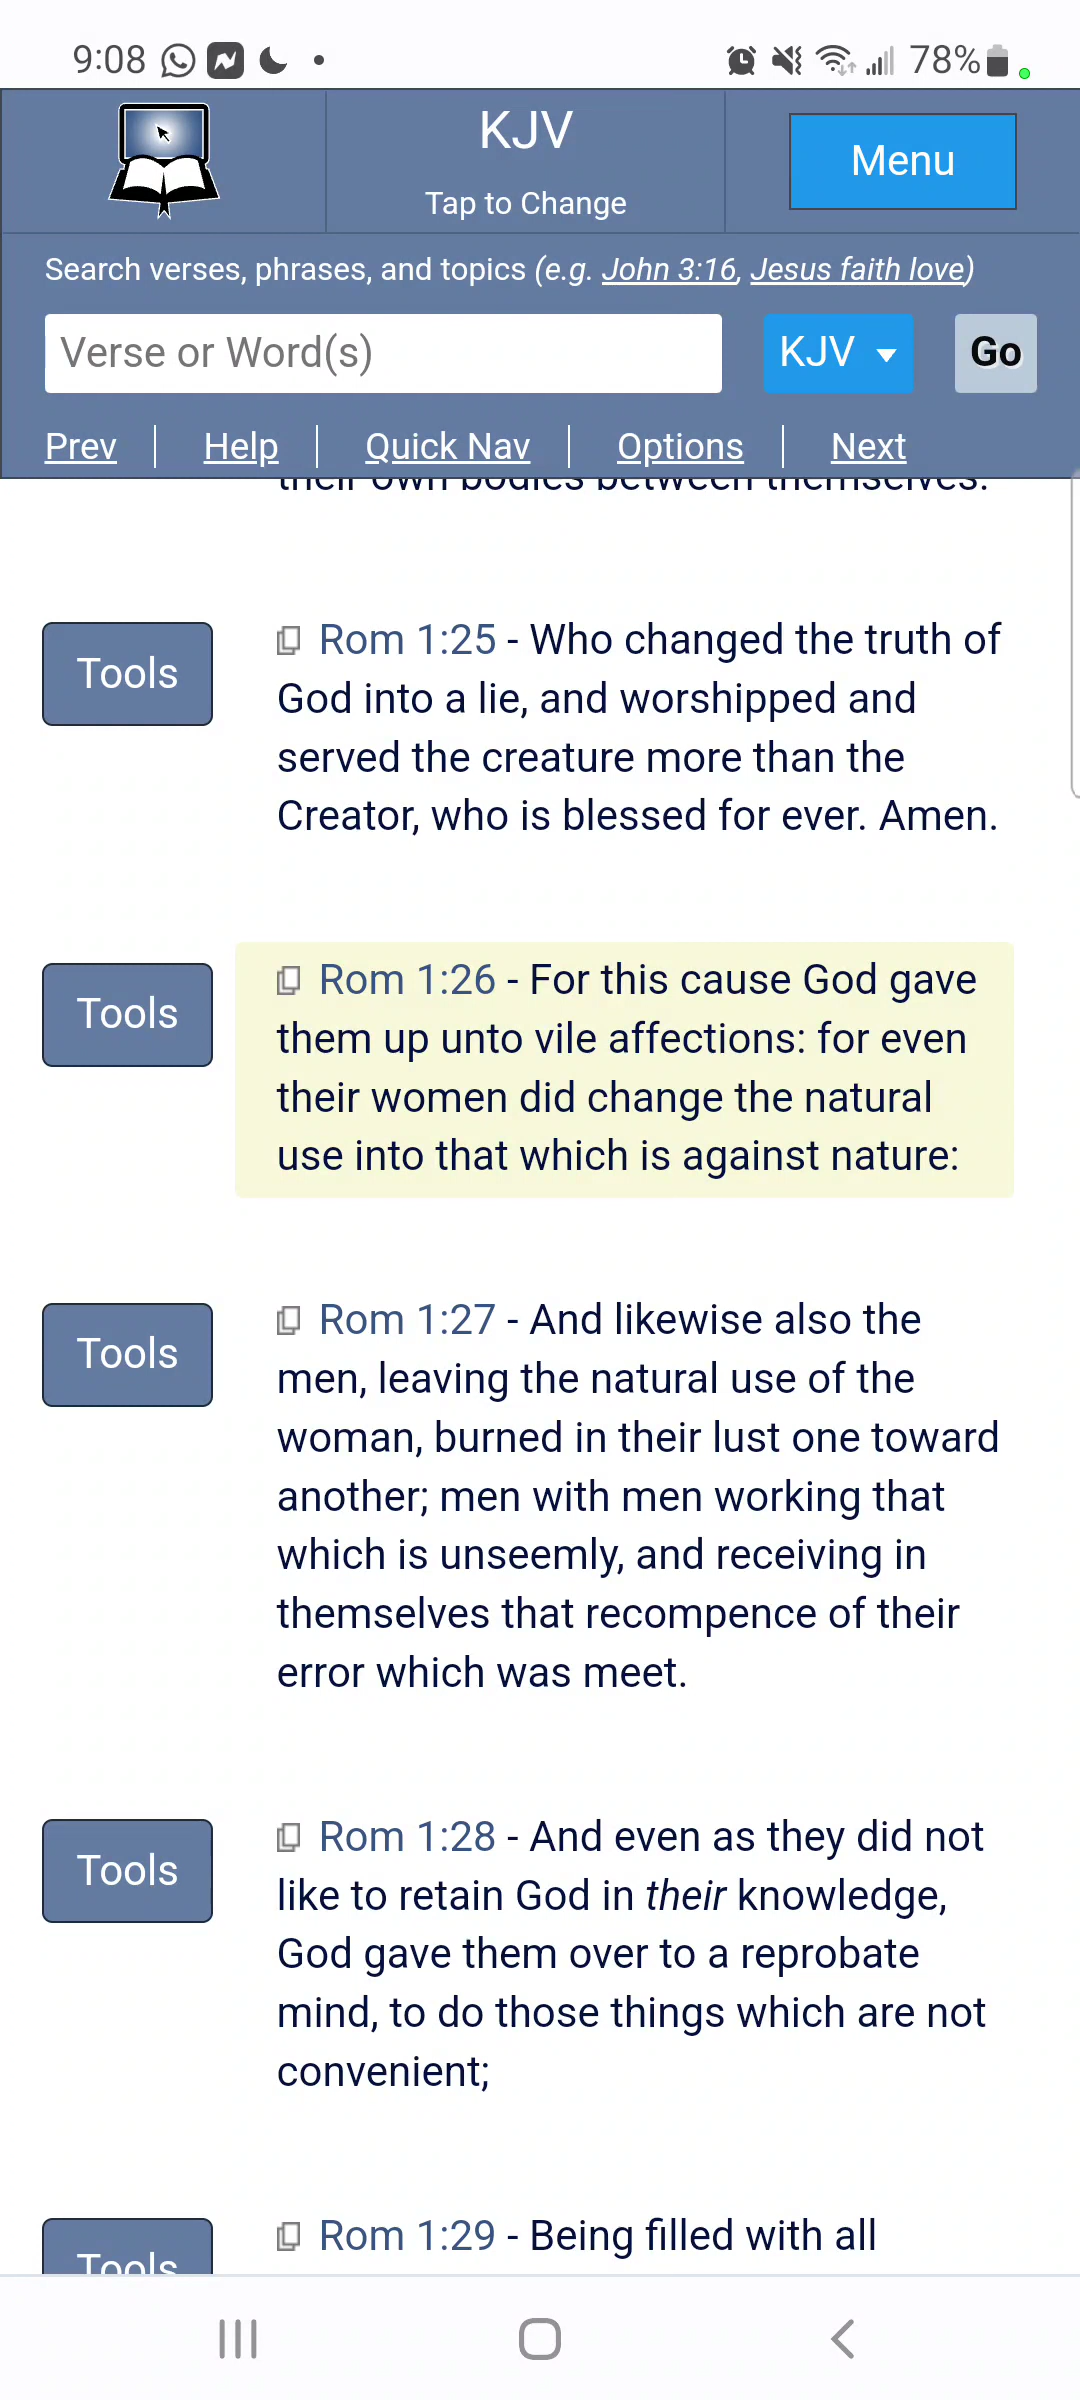 9:08
78%
KJV
Tap to Change
Menu
Search verses, phrases, and topics (e.g. John 3:16, Jesus faith love)
Verse or Word(s)
KJV
Go
Prev
Help
Quick Nav
Options
Next
their own bodies between themselves:
Tools
Rom 1:25 - Who changed the truth of
God into a lie, and worshipped and
served the creature more than the
Creator, who is blessed for ever. Amen.
Tools
Rom 1:26 - For this cause God gave
them up unto vile affections: for even
their women did change the natural
use into that which is against nature:
Tools
Rom 1:27 - And likewise also the
men, leaving the natural use of the
woman, burned in their lust one toward
another; men with men working that
which is unseemly, and receiving in
themselves that recompence of their
error which was meet.
Tools
Rom 1:28 - And even as they did not
like to retain God in their knowledge,
God gave them over to a reprobate
mind, to do those things which are not
convenient;
Tools
Rom 1:29 - Being filled with all